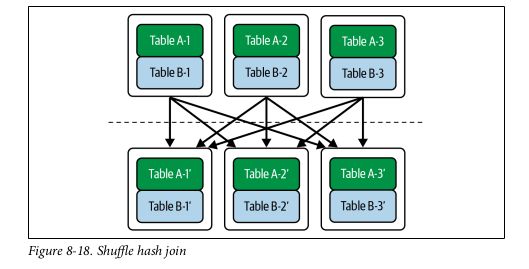 Table A-1 Table A-2 Table A-3
Table B-1 Table B-2 Table B-3
Table A-1’ Table A-2’ Table A-3’
Table B-1’ Table B-2’ Table B-3’
Figure 8-18. Shuffle hash join